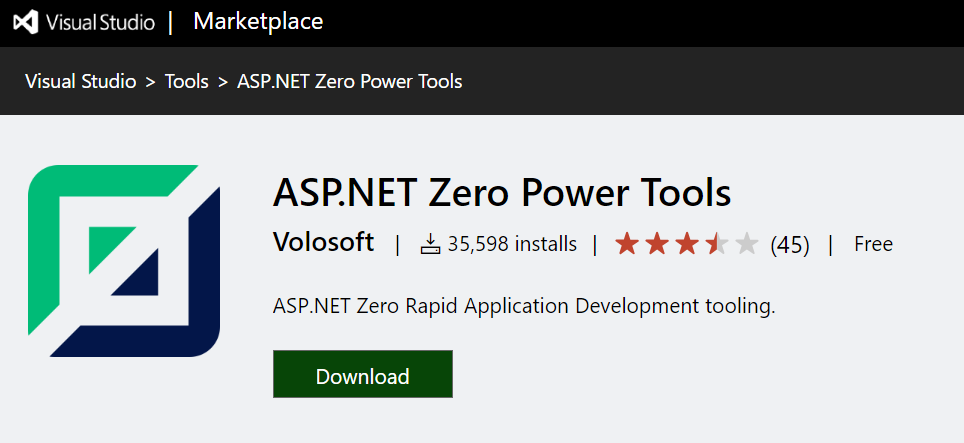 Visual Studio | Marketplace
Visual Studio > Tools > ASP.NET Zero Power Tools
ASP.NET Zero Power Tools
Volosoft | 35,598 installs | (45) | Free
ASP.NET Zero Rapid Application Development tooling.
Download